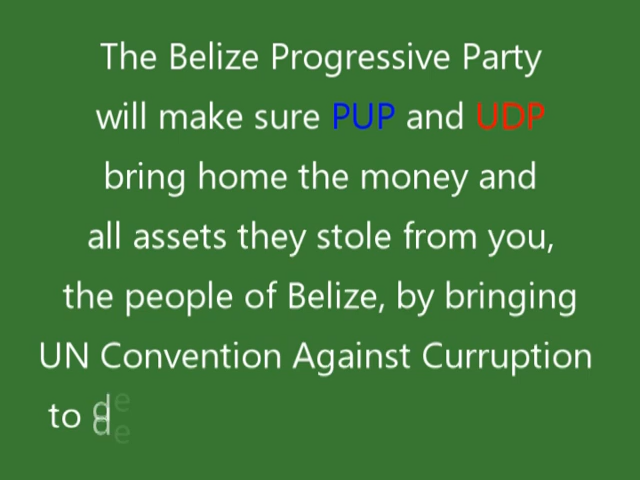 The Belize Progressive Party
will make sure PUP and UDP
bring home the money and
all assets they stole from you,
the people of Belize, by bringing
UN Convention Against Curruption
to